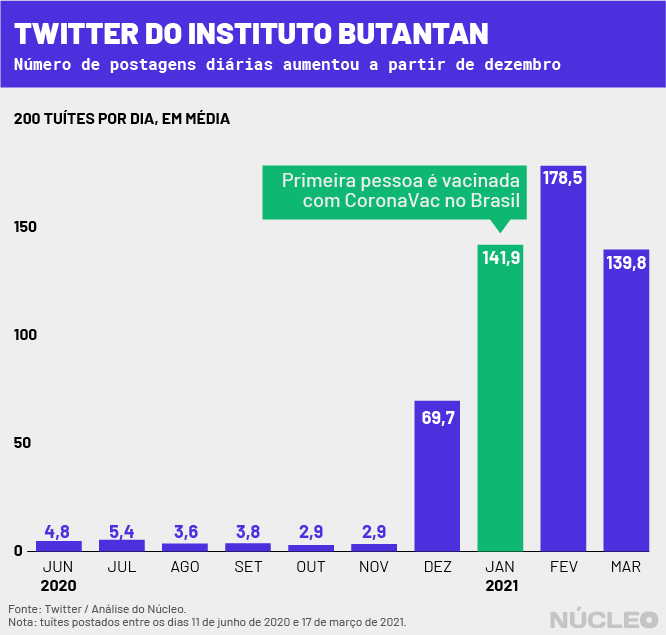 TWITTER DO INSTITUTO BUTANTAN
Número de postagens diárias aumentou a partir de dezembro
200 TUÍTES POR DIA, EM MÉDIA
Primeira pessoa é vacinada
com CoronaVac no Brasil
150
100
50
0
4,8
5,4
3,6
3,8
2,9
2,9
69,7
141,9
178,5
139,8
JUN
JUL
AGO
SET
OUT
NOV
DEZ
JAN
FEV
MAR
2020
2021
Fonte: Twitter / Análise do Núcleo.
Nota: tuítes postados entre os dias 11 de junho de 2020 e 17 de março de 2021.
NÚCLEO